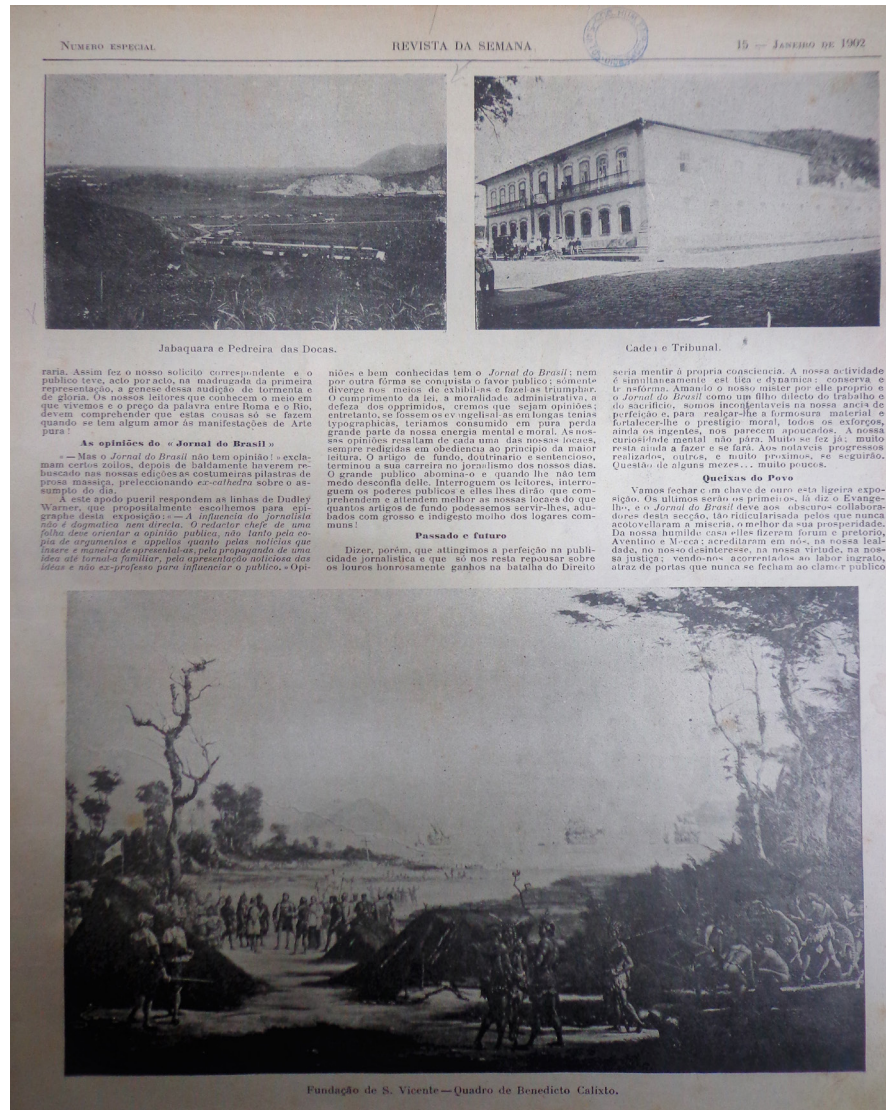 NUMERO ESPECIAL
REVISTA DA SEMANA
15 — JANEIRO DE 1902
Jabaquara e Pedreira das Docas.
Cadei e Tribunal.
raria. Assim fez o nosso solicito correspondente e o
publico teve, acto por acto, na madrugada da primeira
representação, a genese dessa audição de tormenta e
de gloria. Os nossos leitores que conhecem o meio em
que vivemos e o preço da palavra entre Roma e o Rio,
devem comprehender que estas cousas só se fazem
quando se tem algum amor ás manifestações de Arte
pura!
As opiniões do « Jornal do Brasil »
« — Mas o Jornal do Brasil não tem opinião! » excla-
mam certos zoilos, depois de baldamente haverem re-
buscado nas nossas edições as costumeiras pilastras de
prosa massiça, preleccionando ex-cathedra sobre o as-
sumpto do dia.
A este apodo pueril respondem as linhas de Dudley
Warner, que propositalmente escolhemos para epi-
graphe desta exposição: « — A influencia do jornalista
não é dogmatica nem directa. O redactor chefe de uma
folha deve orientar a opinião publica, não tanto pela co-
pia de argumentos e appellos quanto pelas noticias que
insere e maneira de apresental-as, pela propaganda de uma
idéa até tornal-a familiar, pela apresentação noticiosa das
idéas e não ex-professo para influenciar o publico. » Opi-
niões e bem conhecidas tem o Jornal do Brasil; nem
por outra fórma se conquista o favor publico; sómente
diverge nos meios de exhibil-as e fazel-as triumphar.
O cumprimento da lei, a moralidade administrativa, a
defeza dos opprimidos, cremos que sejam opiniões;
entretanto, se fossemos evangelisal-as em longas tenias
typographicas, teriamos consumido em pura perda
grande parte da nossa energia mental e moral. As nos-
sas opiniões resaltam de cada uma das nossas locaes,
sempre redigidas em obediencia ao principio da maior
leitura. O artigo de fundo, doutrinario e sentencioso,
terminou a sua carreira no jornalismo dos nossos dias.
O grande publico abomina-o e quando lhe não tem
medo desconfia delle. Interroguem os leitores, interro-
guem os poderes publicos e elles lhes dirão que com-
prehendem e attendem melhor as nossas locaes do que
quantos artigos de fundo podessemos servir-lhes, adu-
bados com grosso e indigesto molho dos logares com-
muns!
Passado e futuro
Dizer, porém, que attingimos a perfeição na publi-
cidade jornalistica e que só nos resta repousar sobre
os louros honrosamente ganhos na batalha do Direito
seria mentir á propria consciencia. A nossa actividade
é simultaneamente estatica e dynamica: conserva e
transforma. Amando o nosso mister por elle proprio e
o Jornal do Brasil como um filho dilecto do trabalho e
do sacrificio, somos incontentaveis na nossa ancia de
perfeição e, para realçar-lhe a formosura material e
fortalecer-lhe o prestigio moral, todos os exforços,
ainda os ingentes, nos parecem apoucados. A nossa
curiosidade mental não pára. Muito se fez já; muito
resta ainda a fazer e se fará. Aos notaveis progressos
realizados, outros, e muito proximos, se seguirão.
Questão de alguns mezes... muito poucos.
Queixas do Povo
Vamos fechar com chave de ouro esta ligeira expo-
sição. Os ultimos serão os primeiros, lá diz o Evange-
lho, e o Jornal do Brasil deve aos obscuros collabora-
dores desta secção, tão ridicularisada pelos que nunca
acotovellaram a miseria, o melhor da sua prosperidade.
Da nossa humilde casa elles fizeram forum e pretorio,
Aventino e Mecca; acreditaram em nós, na nossa leal-
dade, no nosso desinteresse, na nossa virtude, na nos-
sa justiça; vendo-nos acorrentados ao labor ingrato,
atraz de portas que nunca se fecham ao clamor publico
Fundação de S. Vicente — Quadro de Benedicto Calixto.